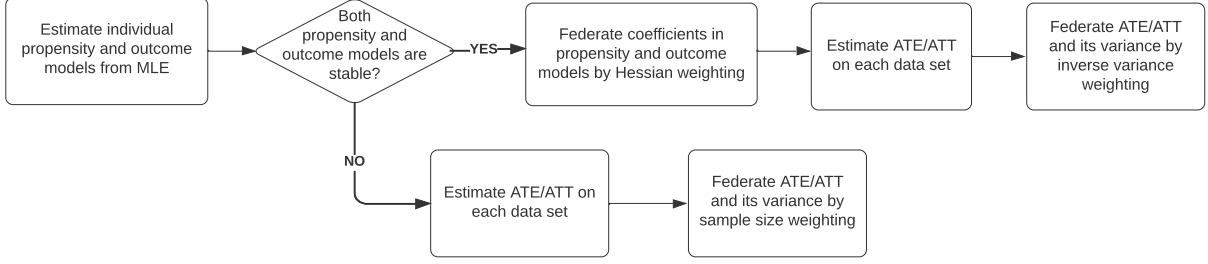 Estimate individual
propensity and outcome
models from MLE
Both
propensity and
outcome models are
stable?
YES
Federate coefficients in
propensity and outcome
models by Hessian weighting
Estimate ATE/ATT
on each data set
Federate ATE/ATT
and its variance by
inverse variance
weighting
NO
Estimate ATE/ATT on
each data set
Federate ATE/ATT
and its variance by
sample size weighting